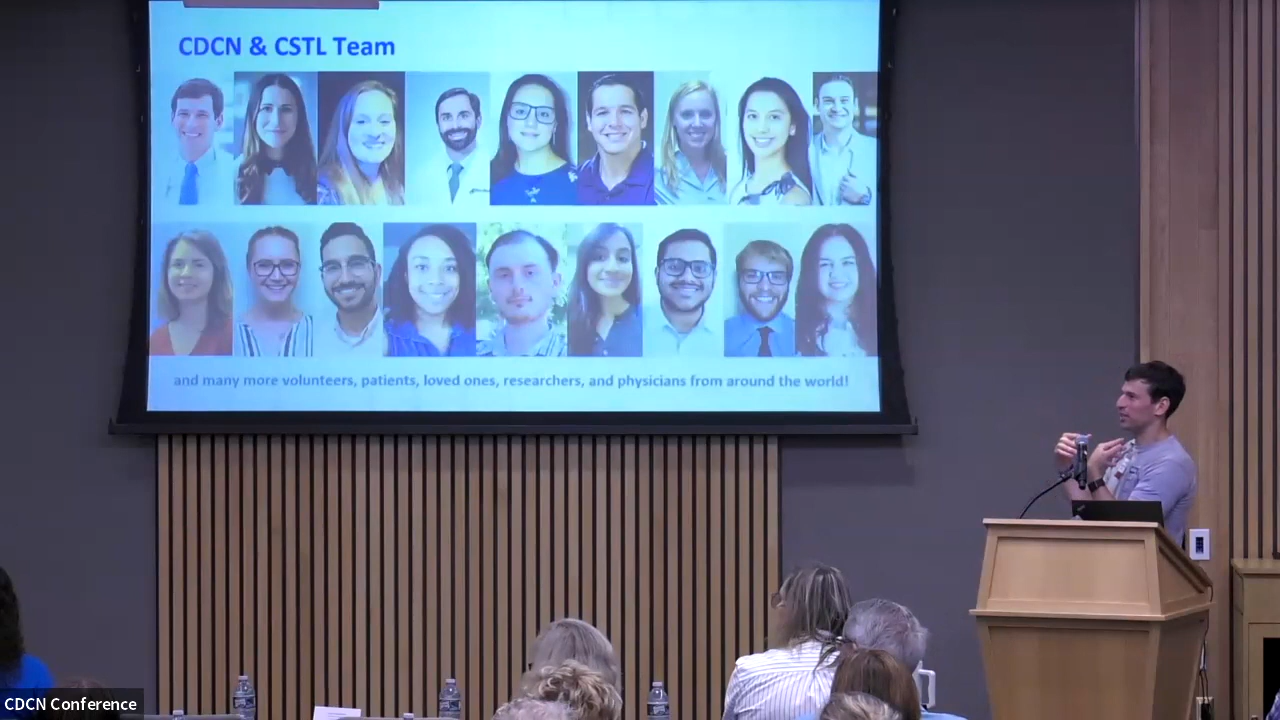 CDCN & CSTL Team
and many more volunteers, patients, loved ones, researchers, and physicians from around the world!
CDCN Conference